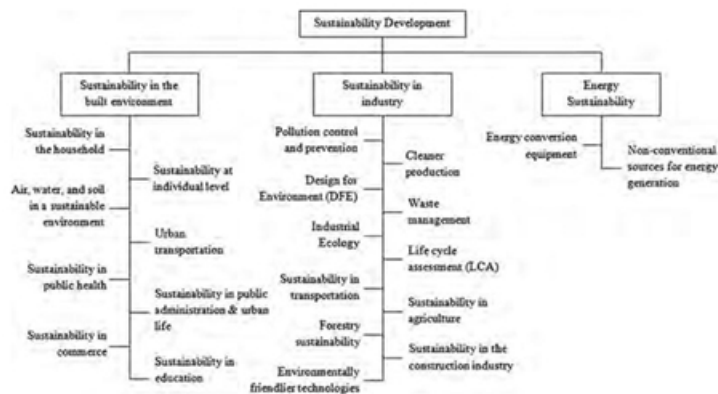 Sustainability Development
Sustainability in the
built environment
Sustainability in
industry
Energy
Sustainability
Sustainability in
the household
Sustainability at
individual level
Air, water, and soil
in a sustainable
environment
Urban
transportation
Sustainability in
public health
Sustainability in public
administration & urban
life
Sustainability in
commerce
Sustainability in
education
Pollution control
and prevention
Cleaner
production
Design for
Environment (DFE)
Waste
management
Industrial
Ecology
Life cycle
assessment (LCA)
Sustainability in
transportation
Sustainability in
agriculture
Forestry
sustainability
Sustainability in the
construction industry
Environmentally
friendlier technologies
Energy conversion
equipment
Non-conventional
sources for energy
generation